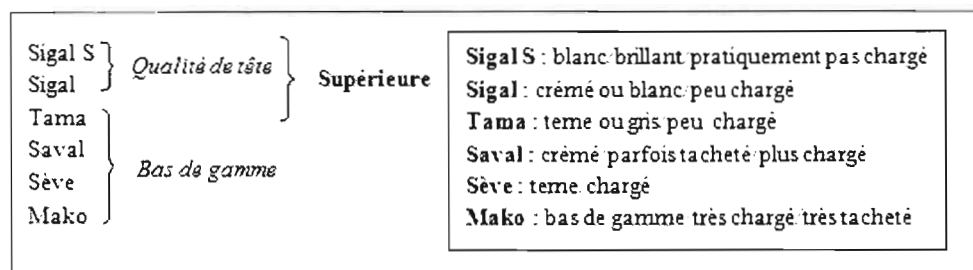 Sigal S
Sigal
Qualité de tête
Supérieure
Tama
Saval
Sève
Mako
Bas de gamme
Sigal S : blanc/brillant/pratiquement pas chargé
Sigal : crémé ou blanc/peu chargé
Tama : terne ou gris/peu chargé
Saval : crémé/parfois tacheté/plus chargé
Sève : terne/chargé
Mako : bas de gamme/très chargé/très tacheté